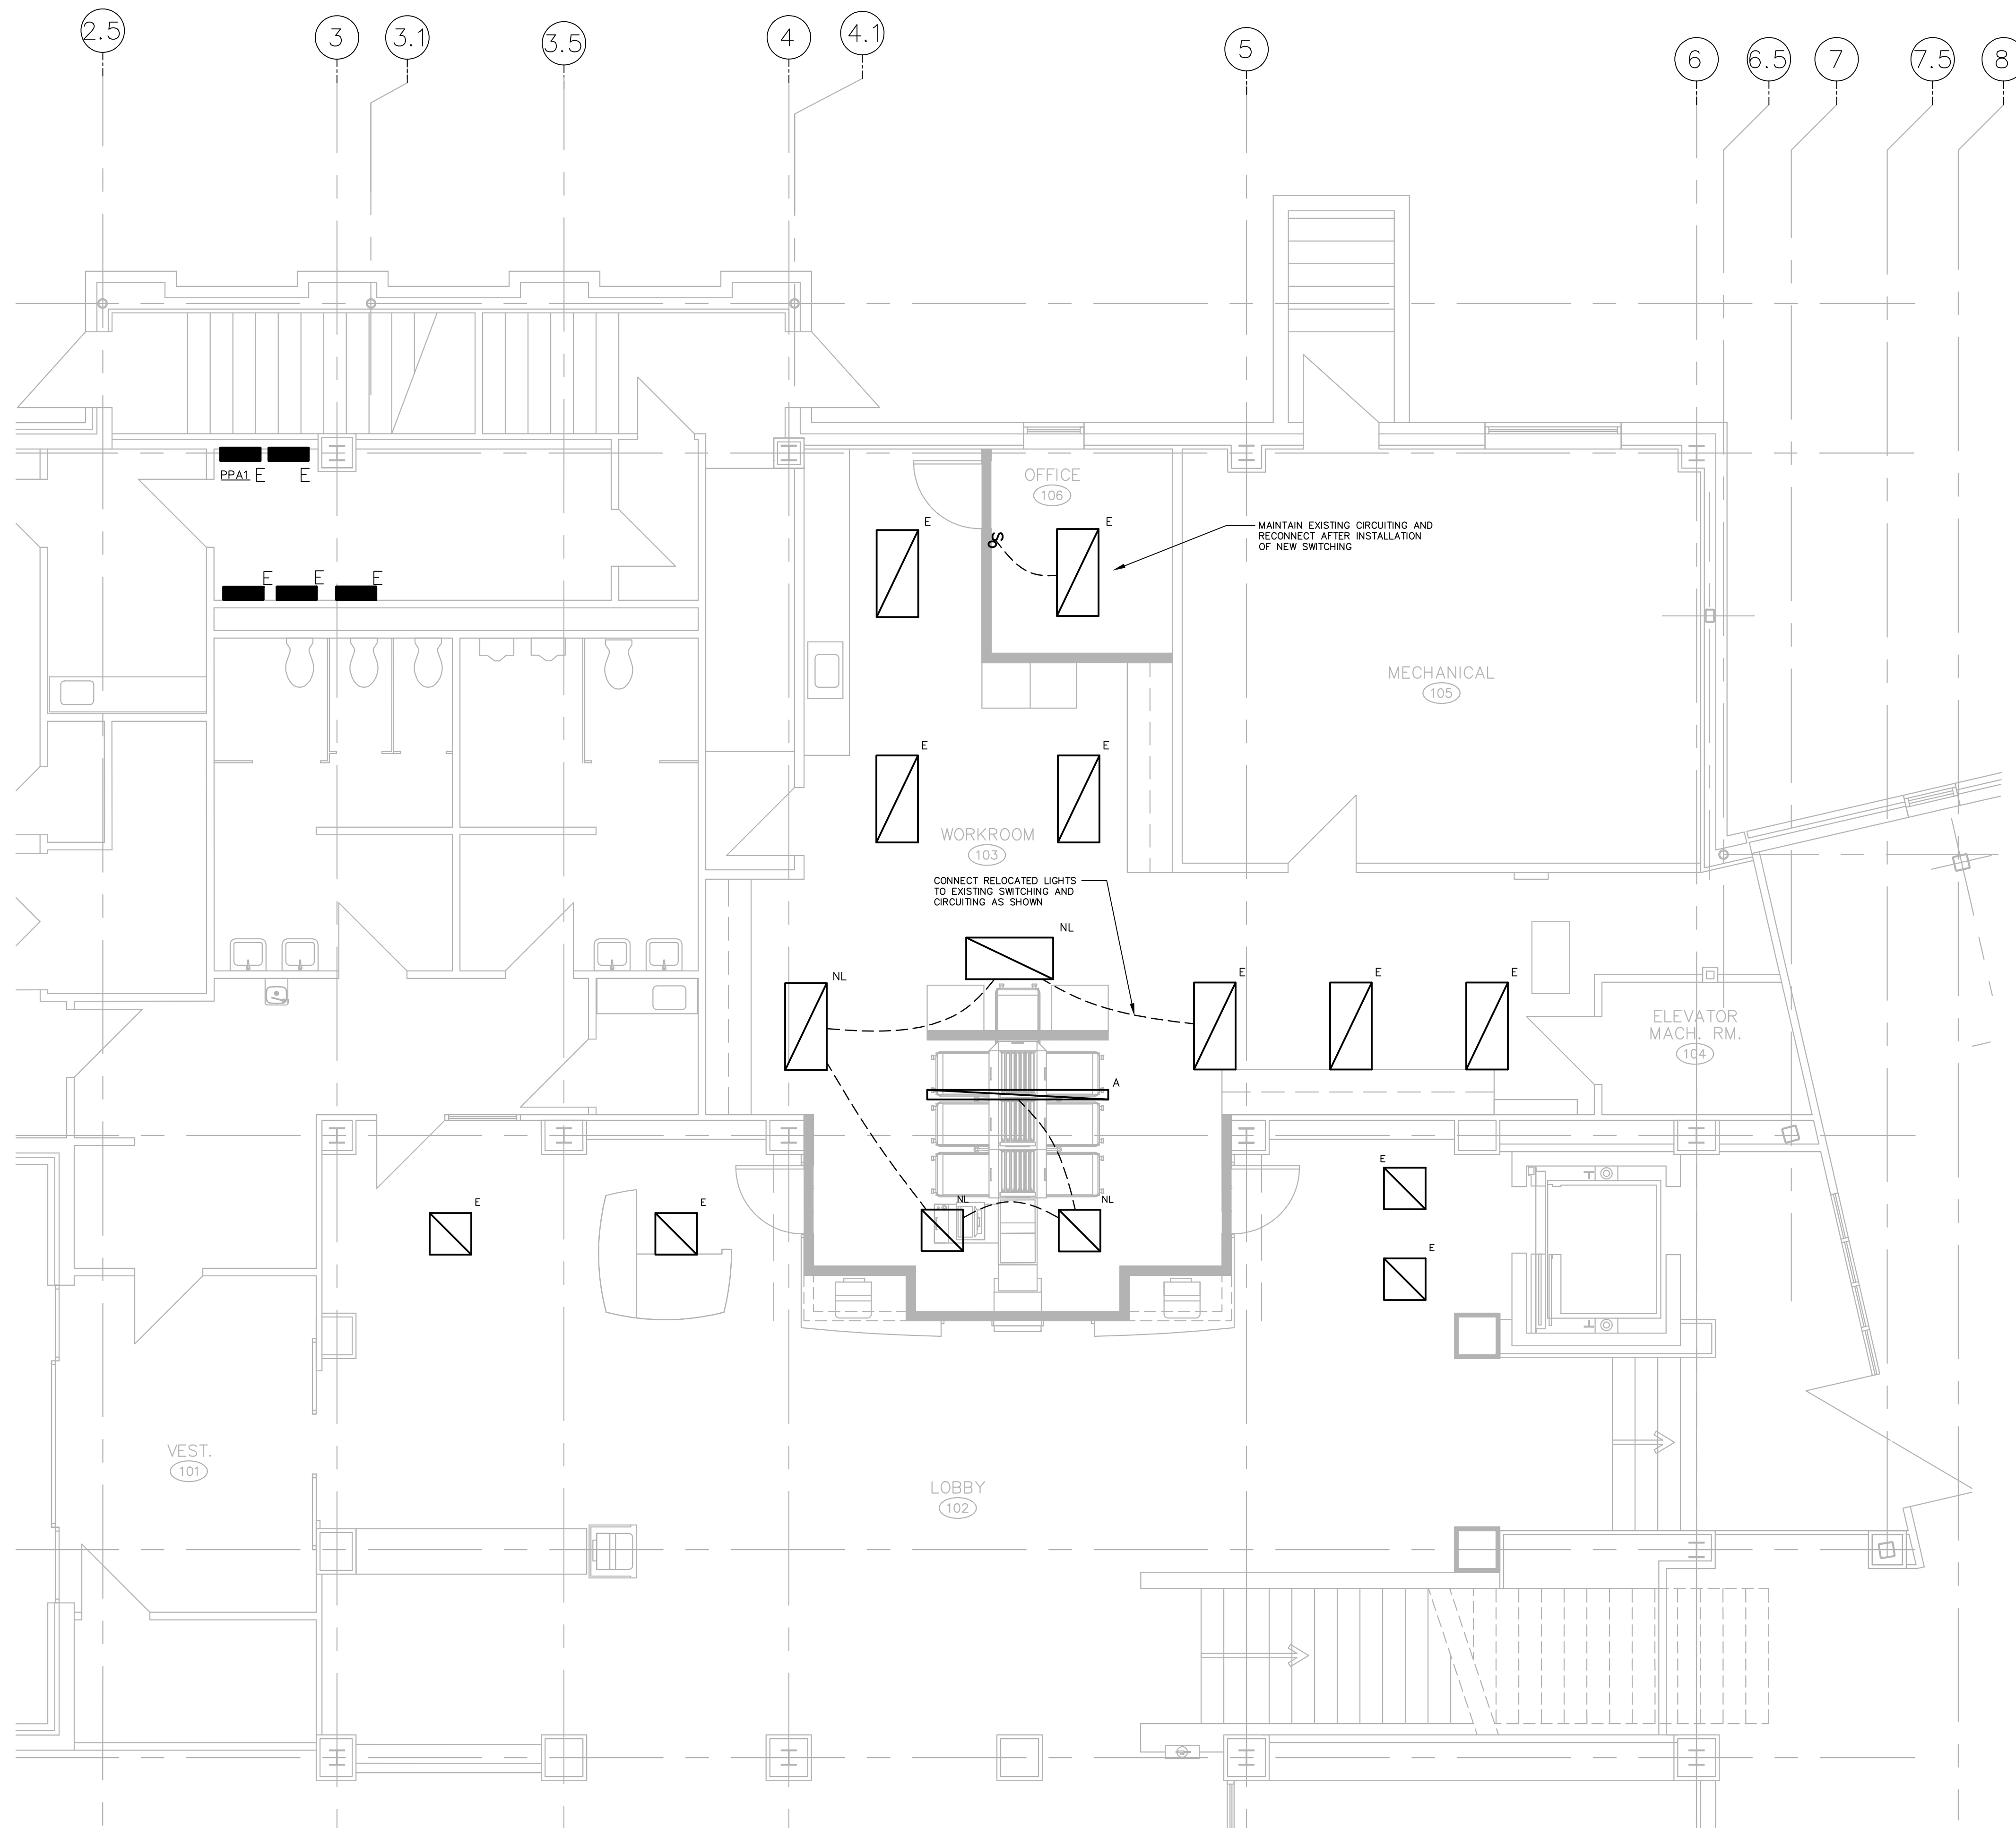 2.5
3
3.1
3.5
4
4.1
5
6
6.5
7
7.5
8
PPA1 E E
E E E
OFFICE
106
E
E
S
MAINTAIN EXISTING CIRCUITING AND
RECONNECT AFTER INSTALLATION
OF NEW SWITCHING
MECHANICAL
105
E
E
WORKROOM
103
CONNECT RELOCATED LIGHTS
TO EXISTING SWITCHING AND
CIRCUITING AS SHOWN
NL
NL
E
E
E
ELEVATOR
MACH. RM.
104
A
E
E
E
NL
NL
E
VEST.
101
LOBBY
102